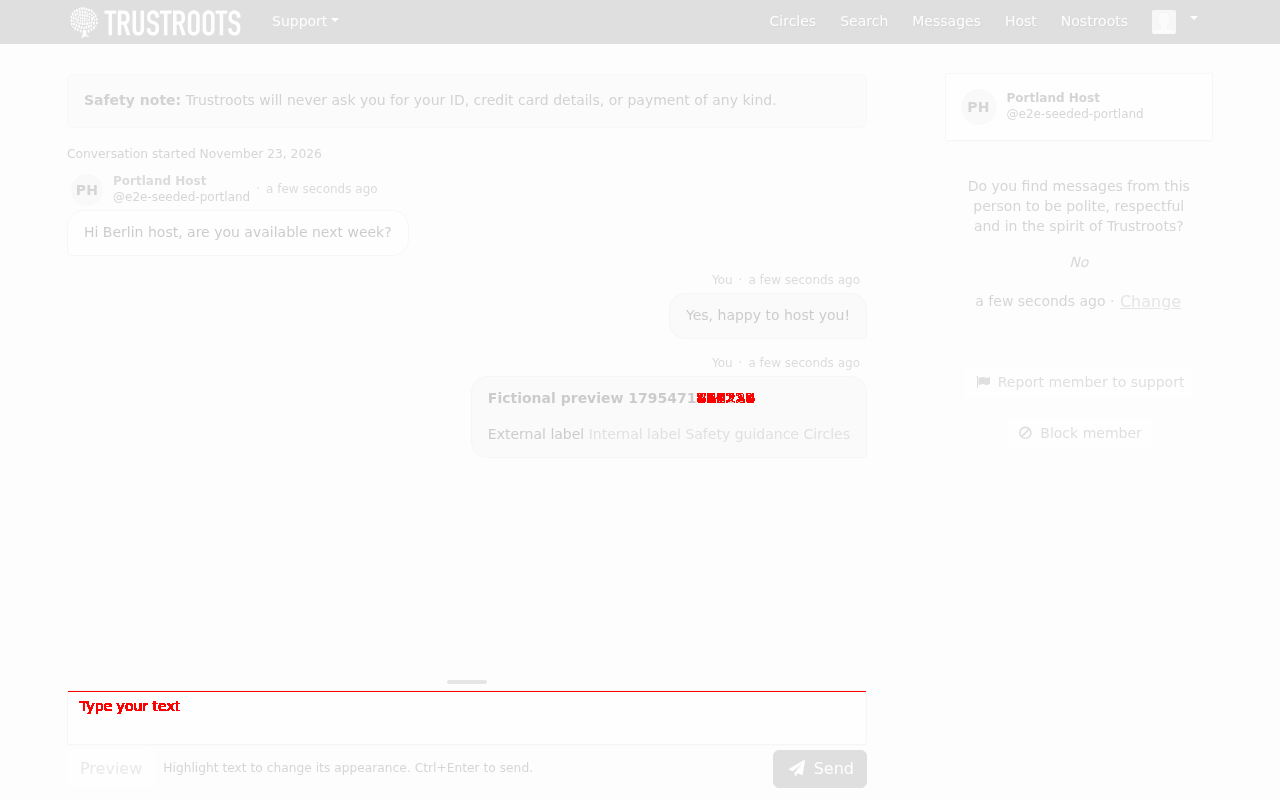 TRUSTROOTS Support Circles Search Messages Host Nostroots
Safety note: Trustroots will never ask you for your ID, credit card details, or payment of any kind.
Conversation started November 23, 2026
PH Portland Host
@e2e-seeded-portland · a few seconds ago
Hi Berlin host, are you available next week?
You · a few seconds ago
Yes, happy to host you!
You · a few seconds ago
Fictional preview
External label Internal label Safety guidance Circles
Type your text
Preview Highlight text to change its appearance. Ctrl+Enter to send. Send
PH Portland Host
@e2e-seeded-portland
Do you find messages from this
person to be polite, respectful
and in the spirit of Trustroots?
No
a few seconds ago · Change
Report member to support
Block member